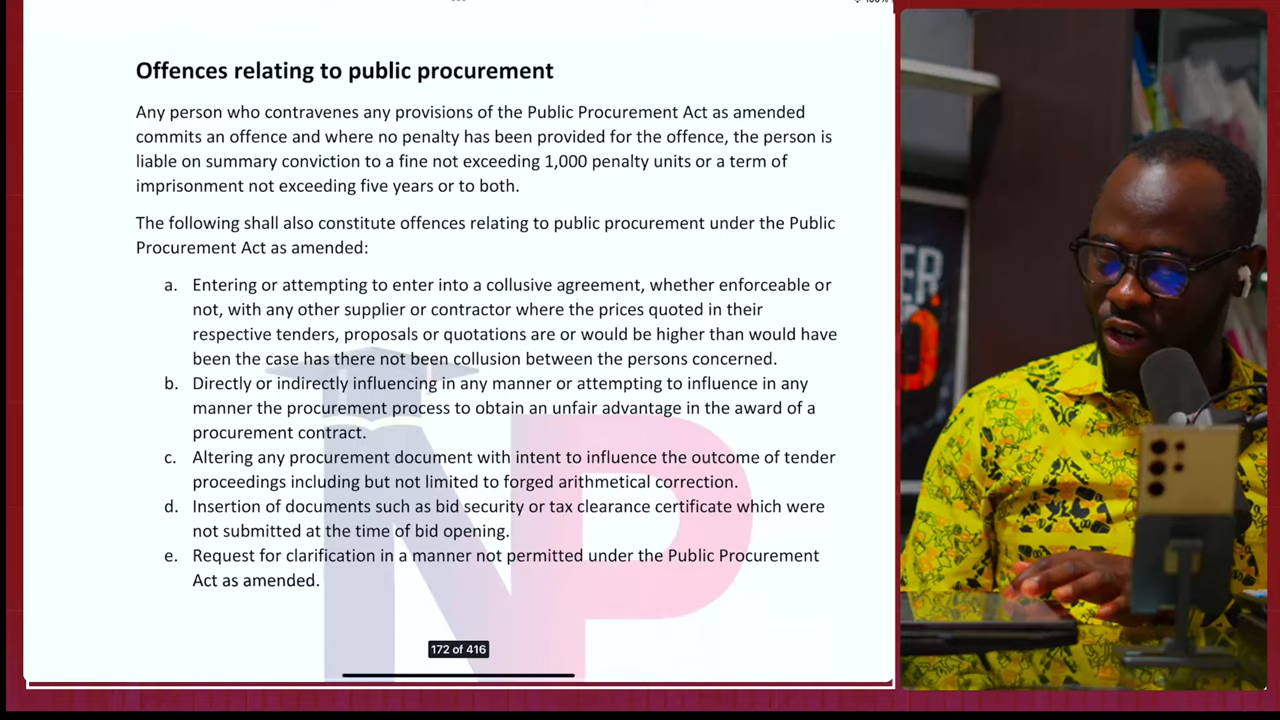 Offences relating to public procurement
Any person who contravenes any provisions of the Public Procurement Act as amended
commits an offence and where no penalty has been provided for the offence, the person is
liable on summary conviction to a fine not exceeding 1,000 penalty units or a term of
imprisonment not exceeding five years or to both.
The following shall also constitute offences relating to public procurement under the Public
Procurement Act as amended:
a. Entering or attempting to enter into a collusive agreement, whether enforceable or
not, with any other supplier or contractor where the prices quoted in their
respective tenders, proposals or quotations are or would be higher than would have
been the case has there not been collusion between the persons concerned.
b. Directly or indirectly influencing in any manner or attempting to influence in any
manner the procurement process to obtain an unfair advantage in the award of a
procurement contract.
c. Altering any procurement document with intent to influence the outcome of tender
proceedings including but not limited to forged arithmetical correction.
d. Insertion of documents such as bid security or tax clearance certificate which were
not submitted at the time of bid opening.
e. Request for clarification in a manner not permitted under the Public Procurement
Act as amended.
NP
172 of 416